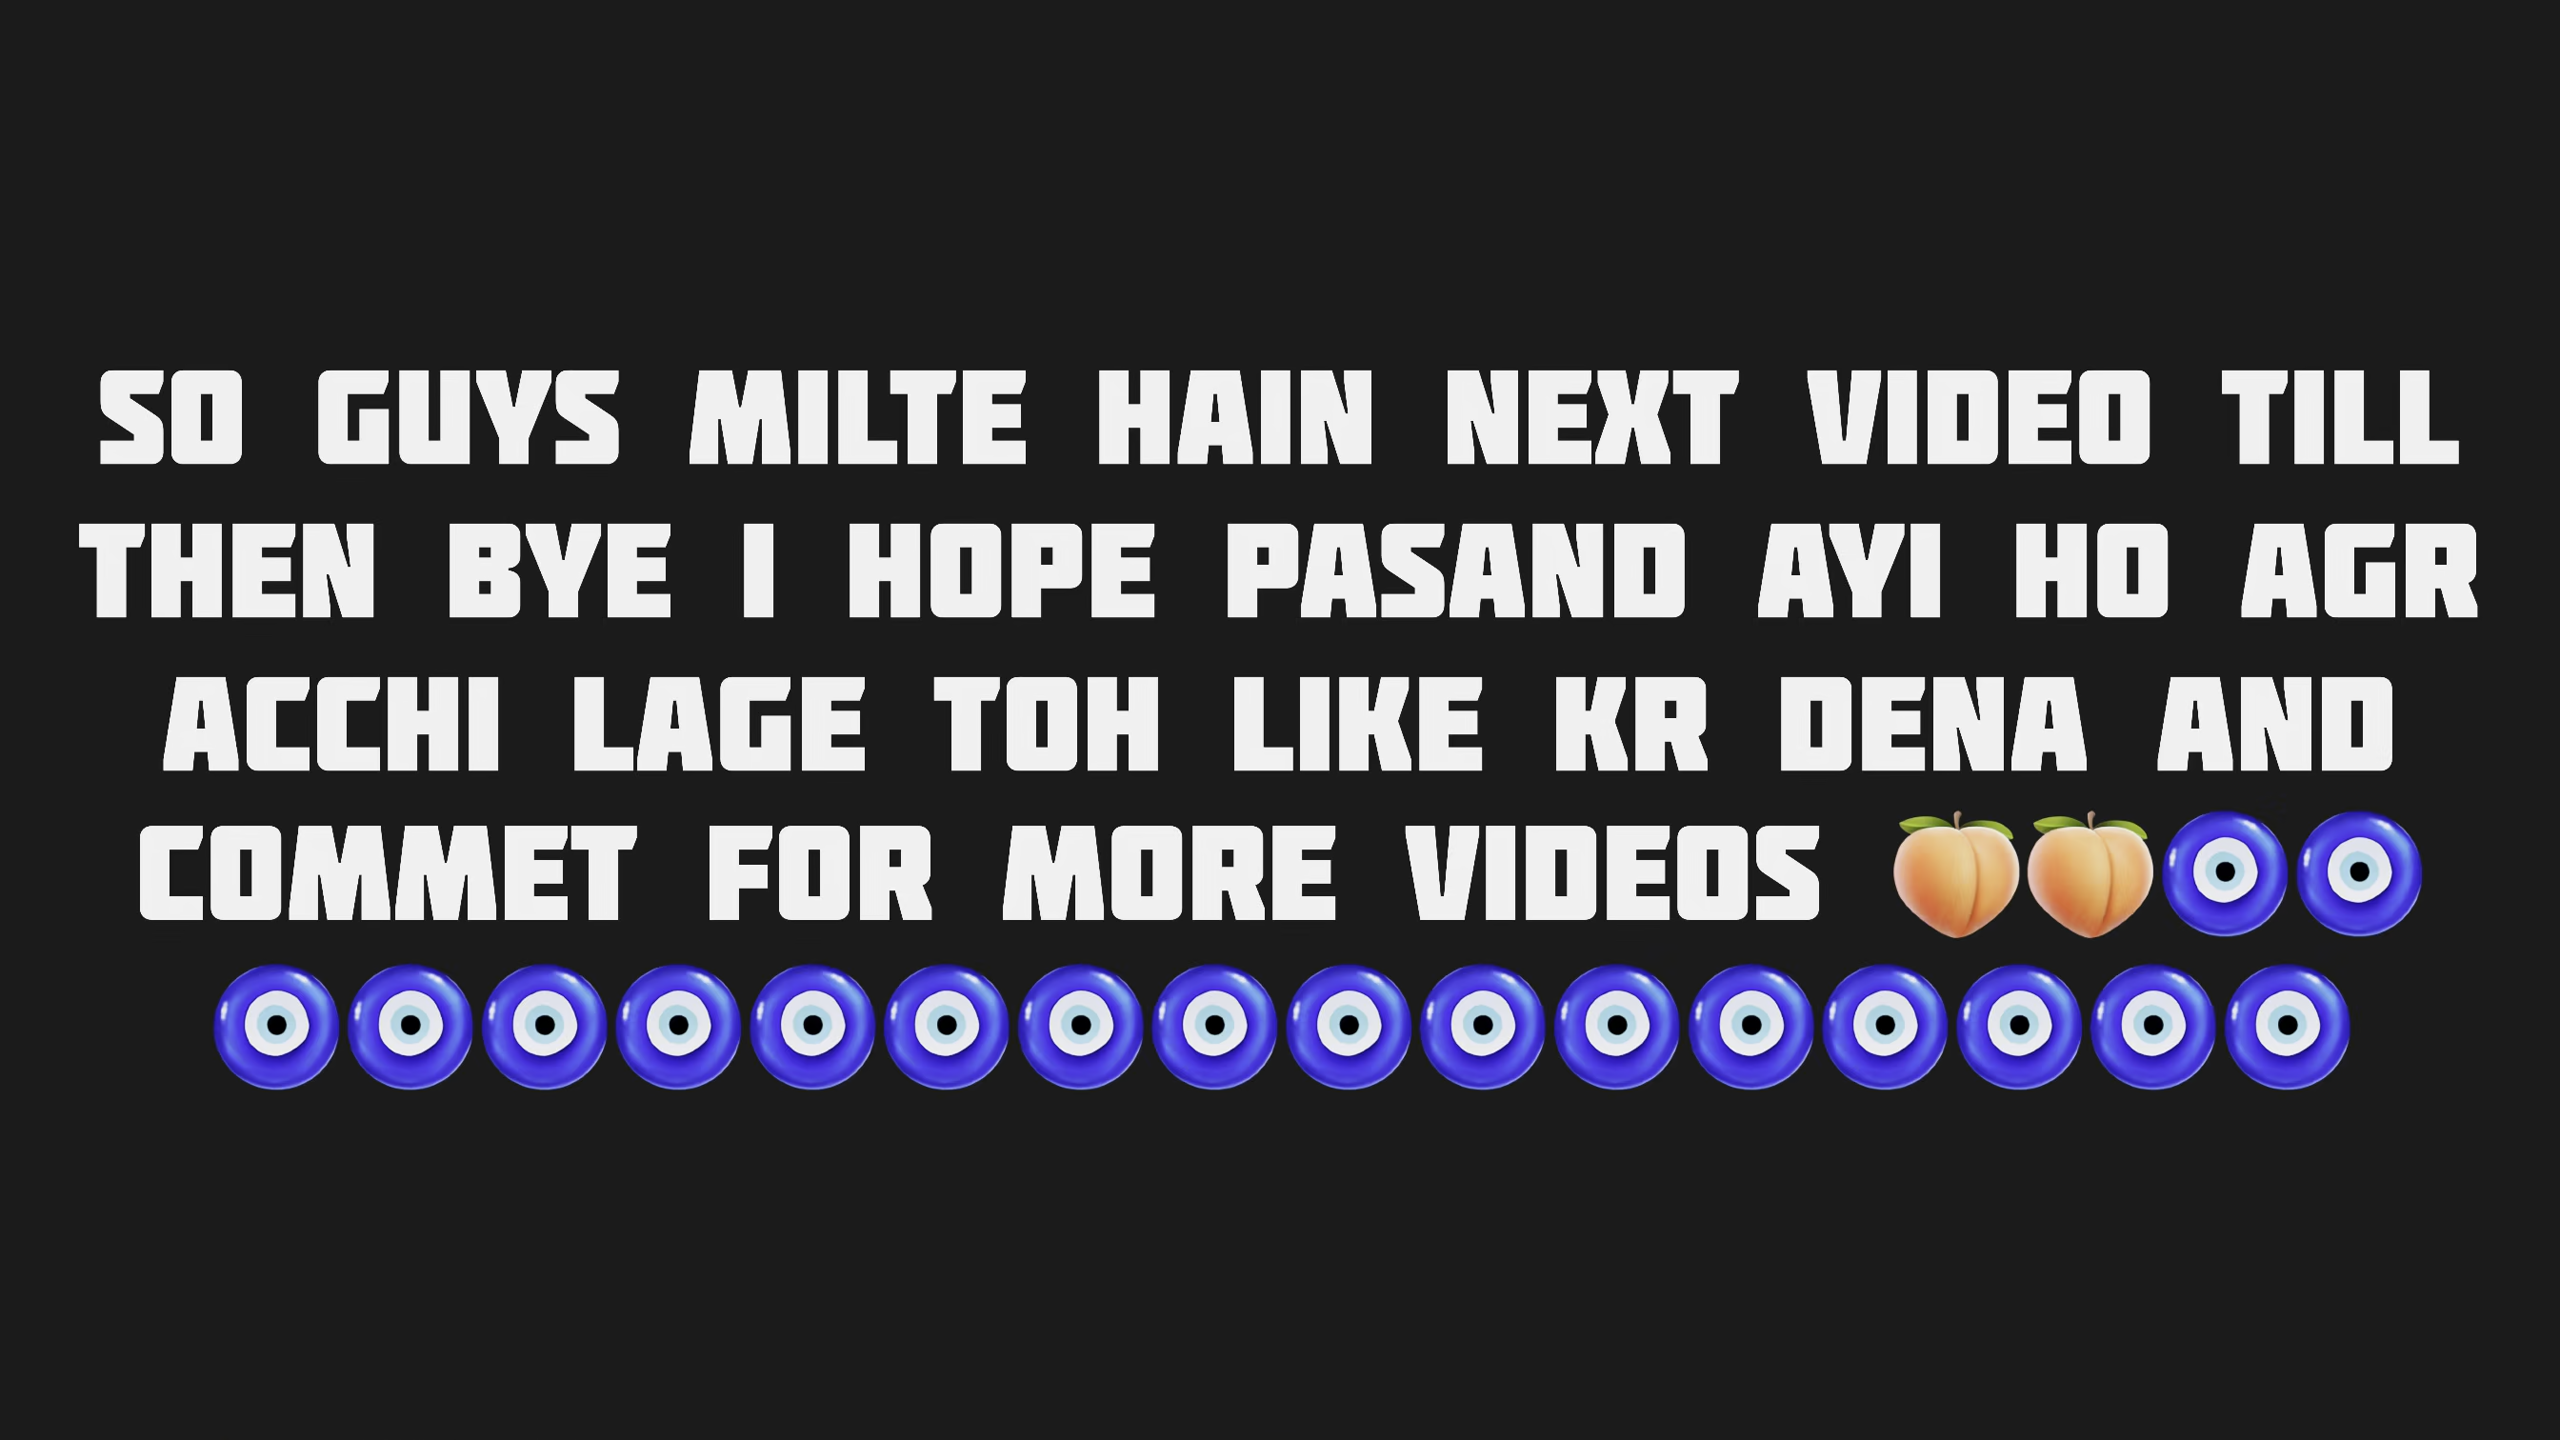 SO GUYS MILTE HAIN NEXT VIDEO TILL
THEN BYE I HOPE PASAND AYI HO AGR
ACCHI LAGE TOH LIKE KR DENA AND
COMMET FOR MORE VIDEOS 🍑🍑🧿🧿
🧿🧿🧿🧿🧿🧿🧿🧿🧿🧿🧿🧿🧿🧿🧿🧿